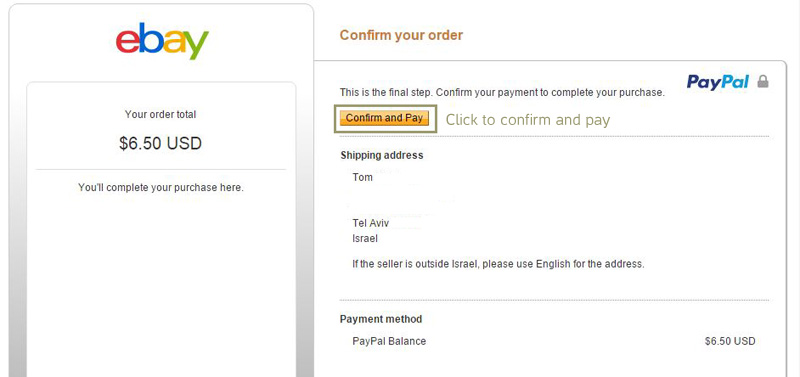 ebay
Your order total
$6.50 USD
You'll complete your purchase here.
Confirm your order
PayPal
This is the final step. Confirm your payment to complete your purchase.
Confirm and Pay Click to confirm and pay
Shipping address
Tom
Tel Aviv
Israel
If the seller is outside Israel, please use English for the address.
Payment method
PayPal Balance $6.50 USD